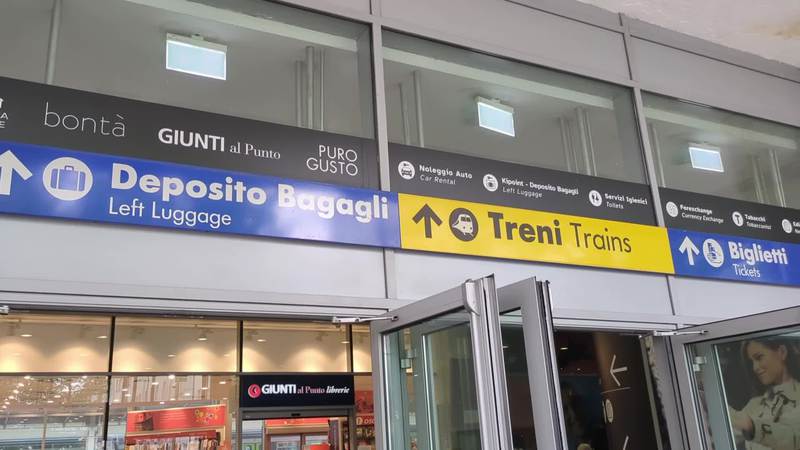 bontà
GIUNTI al Punto
PURO GUSTO
Deposito Bagagli
Left Luggage
Noleggio Auto
Car Rental
Kipoint - Deposito Bagagli
Left Luggage
Servizi Igienici
Toilets
Treni Trains
Forexchange
Currency Exchange
Tabacchi
Tobacconist
Biglietti
Tickets
GIUNTI al Punto librerie